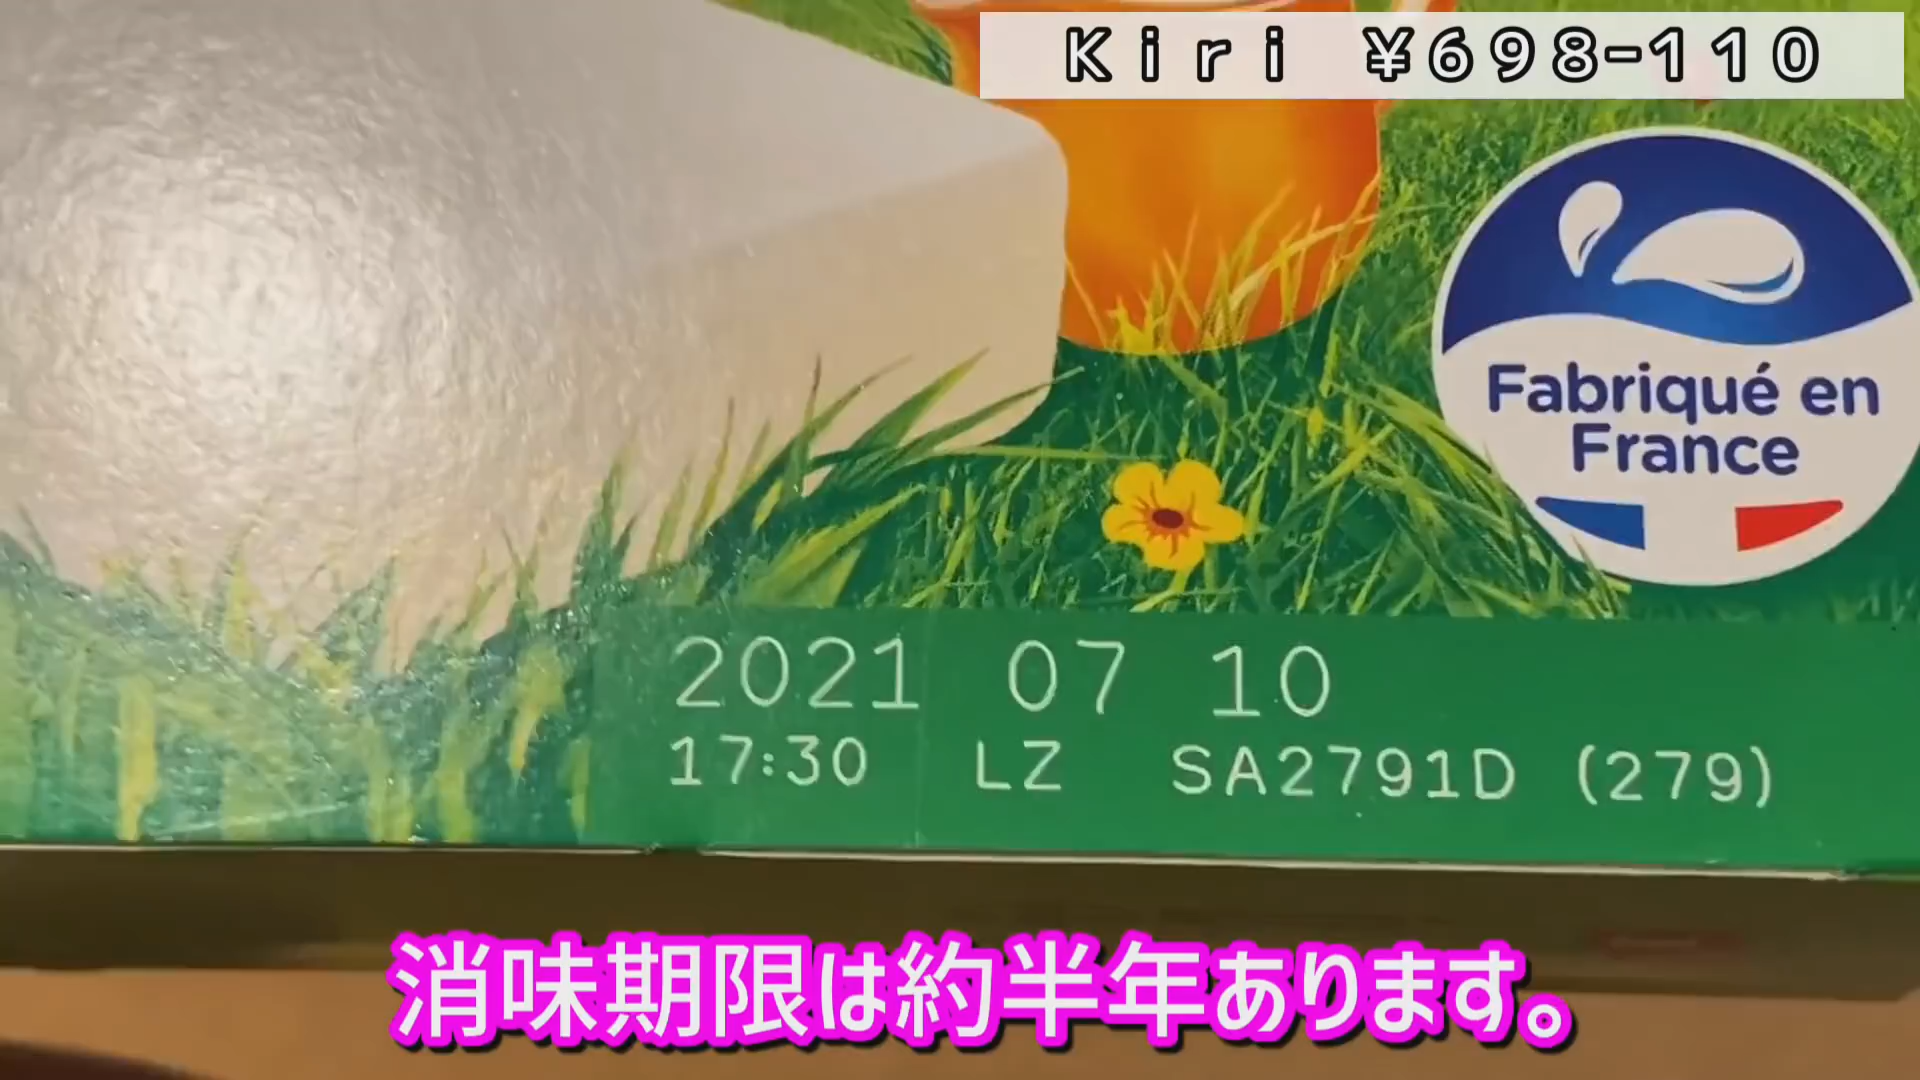 Ｋｉｒｉ　¥６９８−１１０
Fabriqué en
France
2021 07 10
17:30 LZ SA2791D (279)
消味期限は約半年あります。